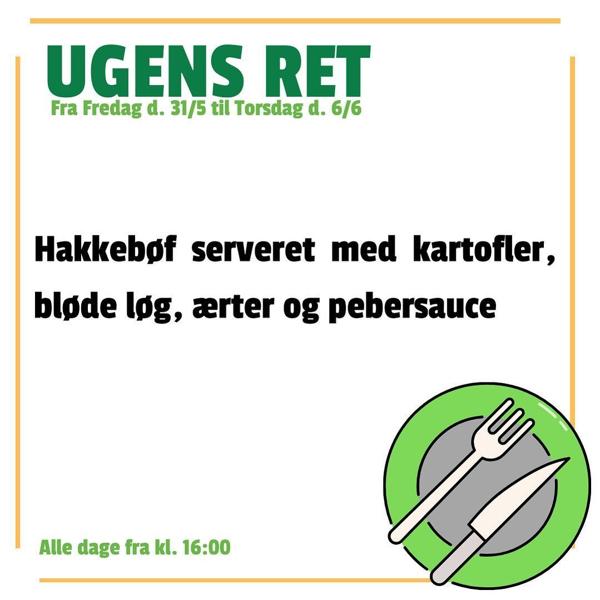 UGENS RET
Fra Fredag d. 31/5 til Torsdag d. 6/6
Hakkebøf serveret med kartofler,
bløde løg, ærter og pebersauce
Alle dage fra kl. 16:00